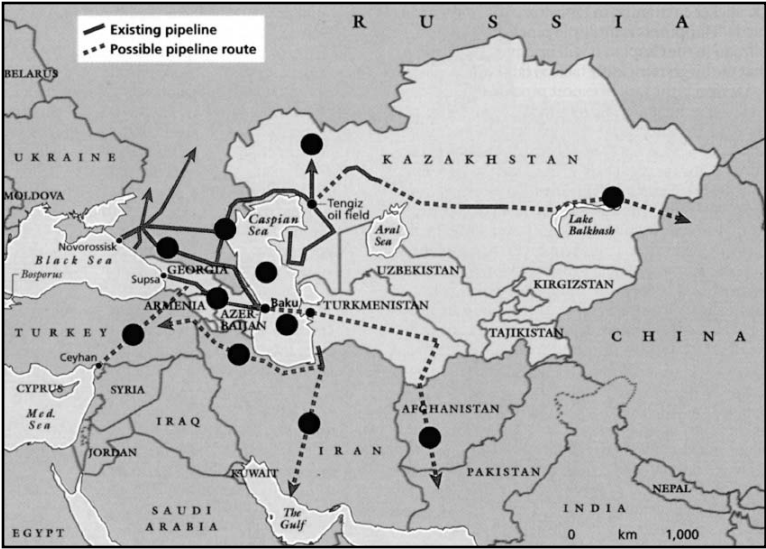 R U S S I A
Existing pipeline
Possible pipeline route
BELARUS
UKRAINE
KAZAKHSTAN
MOLDOVA
Tengiz
oil field
Caspian
Sea
Aral
Sea
Lake
Balkhash
Novorossisk
Black Sea
Bosporus
GEORGIA
UZBEKISTAN
KIRGIZSTAN
Supsa
ARMENIA
AZER-
BAIJAN
Baku
TURKMENISTAN
TURKEY
TAJIKISTAN
CHINA
Ceyhan
CYPRUS
SYRIA
Med.
Sea
IRAQ
AFGHANISTAN
JORDAN
IRAN
KUWAIT
PAKISTAN
NEPAL
SAUDI
ARABIA
The
Gulf
INDIA
EGYPT
0 km 1,000